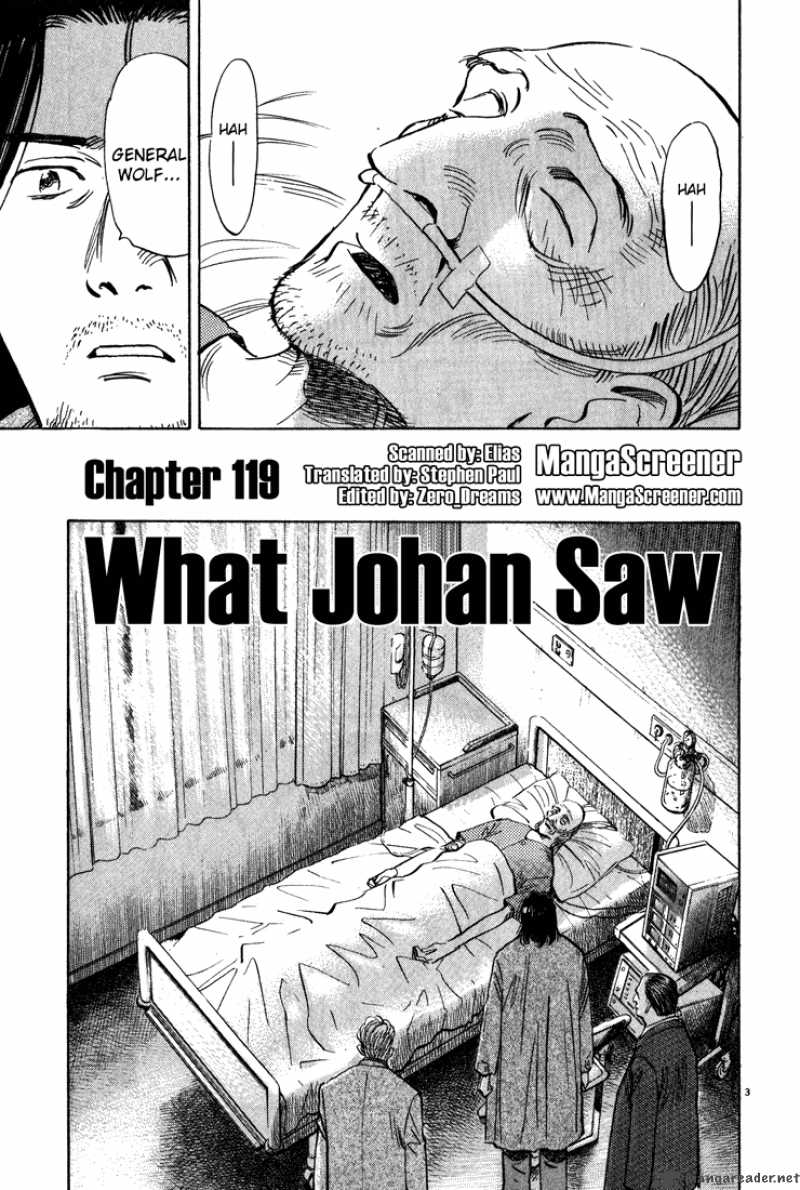 HAH
—
HAH
—
GENERAL
WOLF...
Chapter 119
Scanned by: Elias
Translated by: Stephen Paul
Edited by: Zero_Dreams
MangaScreener
www.MangaScreener.com
What Johan Saw
3
mangareader.net